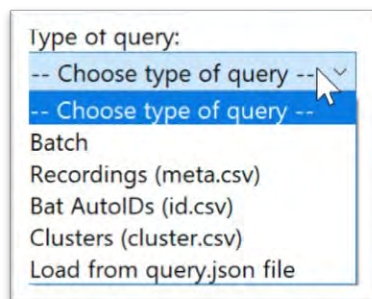 Type of query:
-- Choose type of query --
-- Choose type of query --
Batch
Recordings (meta.csv)
Bat AutoIDs (id.csv)
Clusters (cluster.csv)
Load from query.json file